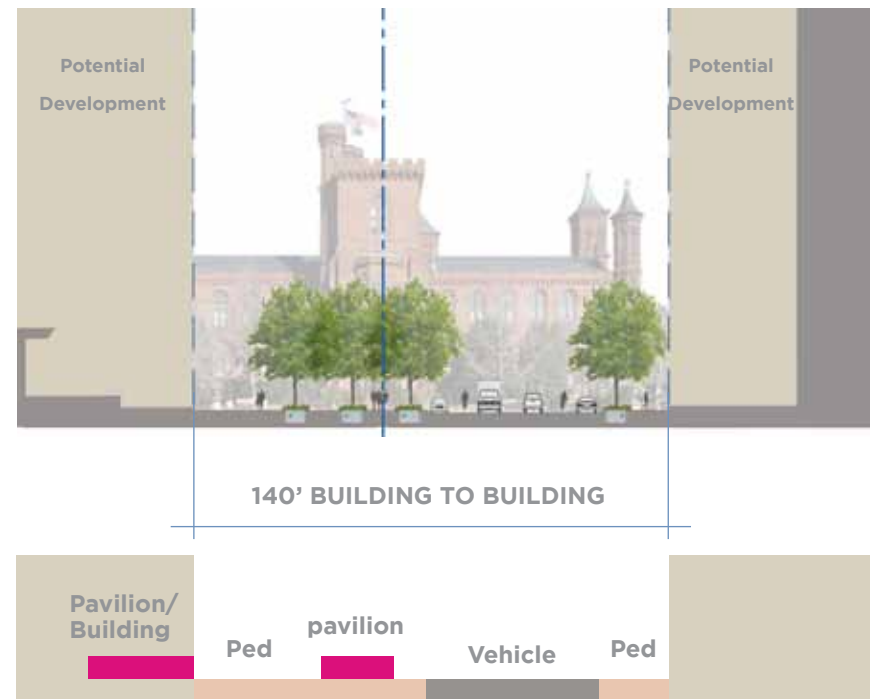 Potential
Development
Potential
Development
140’ BUILDING TO BUILDING
Pavilion/
Building
Ped
pavilion
Vehicle
Ped